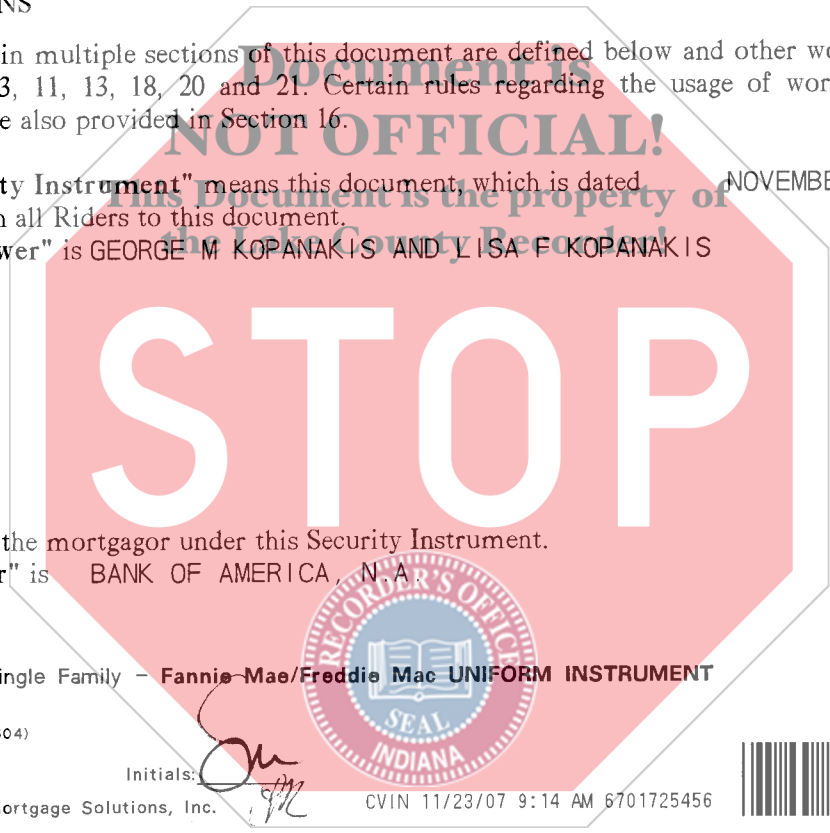 NS
in multiple sections of this document are defined below and other wo
3, 11, 13, 18, 20 and 21. Certain rules regarding the usage of wor
e also provided in Section 16.
Document is
NOT OFFICIAL!
This Document is the property of
the Lake County Recorder!
ty Instrument" means this document, which is dated NOVEMBE
n all Riders to this document.
wer" is GEORGE M KOPANAKIS AND LISA F KOPANAKIS
STOP
the mortgagor under this Security Instrument.
r" is BANK OF AMERICA, N.A.
RECORDER'S OFFICE
SEAL
INDIANA
ingle Family – Fannie Mae/Freddie Mac UNIFORM INSTRUMENT
04)
Initials:
ortgage Solutions, Inc.
CVIN 11/23/07 9:14 AM 6701725456